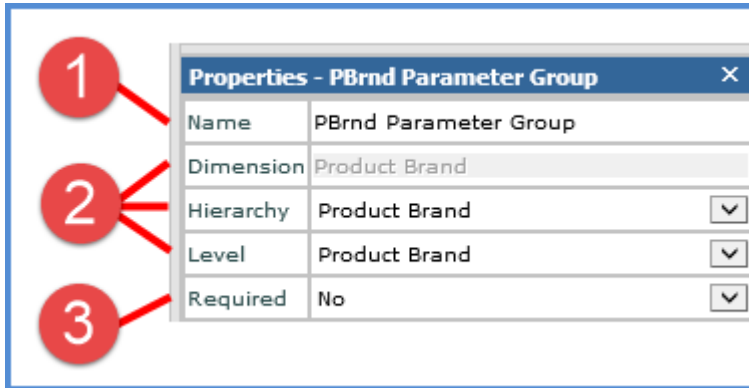 1
Properties - PBrnd Parameter Group X
Name PBrnd Parameter Group
Dimension Product Brand
2
Hierarchy Product Brand
Level Product Brand
Required No
3